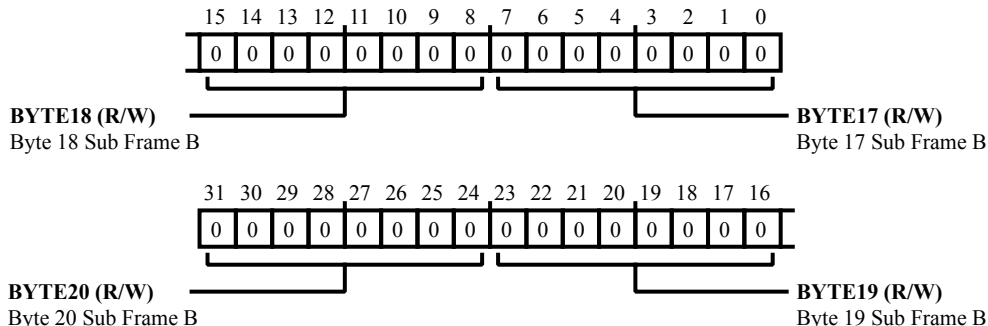 15 14 13 12 11 10 9 8 7 6 5 4 3 2 1 0
0 0 0 0 0 0 0 0 0 0 0 0 0 0 0 0
BYTE18 (R/W) BYTE17 (R/W)
Byte 18 Sub Frame B Byte 17 Sub Frame B
31 30 29 28 27 26 25 24 23 22 21 20 19 18 17 16
0 0 0 0 0 0 0 0 0 0 0 0 0 0 0 0
BYTE20 (R/W) BYTE19 (R/W)
Byte 20 Sub Frame B Byte 19 Sub Frame B